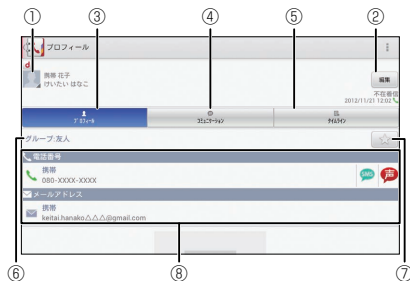 ① ③ ④ ⑤ ②
プロフィール
携帯 花子
けいたい はなこ
編集
不在着信
2012/11/21 12:02
プロフィール
コミュニケーション
タイムライン
グループ:友人
電話番号
携帯
080-XXXX-XXXX
SMS 声
メールアドレス
携帯
keitai.hanako△△△@gmail.com
⑥ ⑧ ⑦